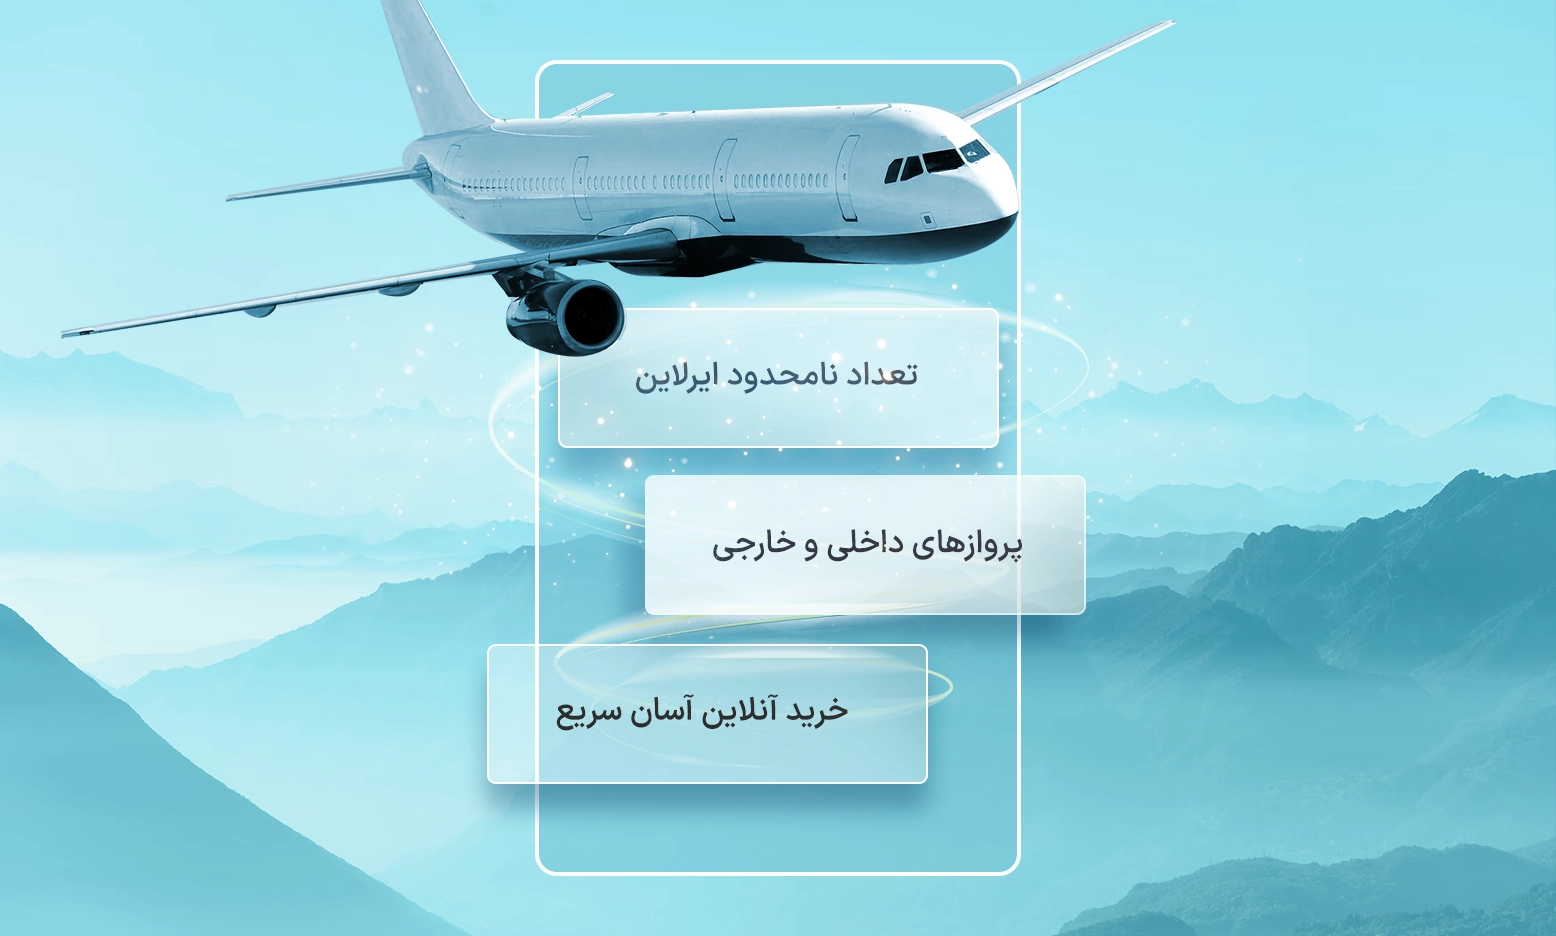 تعداد نامحدود ایرلاین
پروازهای داخلی و خارجی
خرید آنلاین آسان سریع